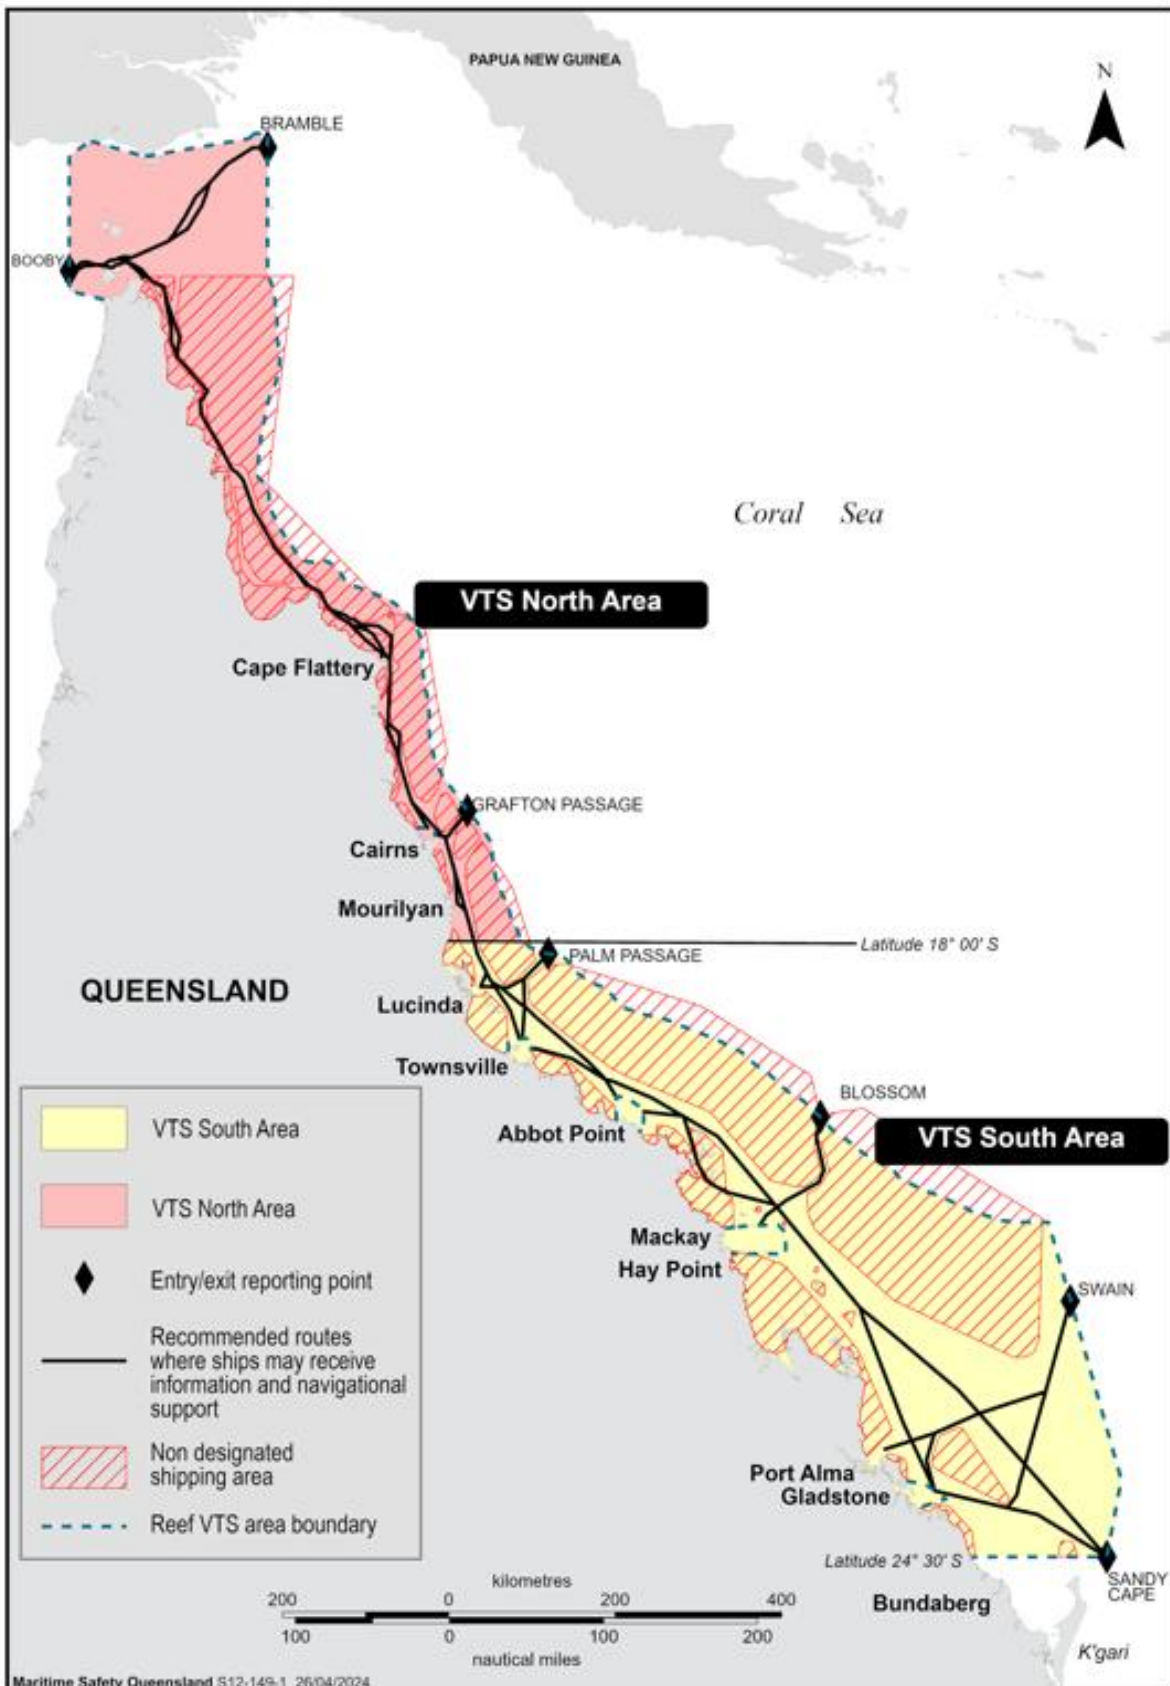 PAPUA NEW GUINEA
N
BRAMBLE
BOOBY
Coral Sea
VTS North Area
Cape Flattery
GRAFTON PASSAGE
Cairns
Mourilyan
Latitude 18° 00' S
PALM PASSAGE
QUEENSLAND
Lucinda
Townsville
BLOSSOM
Abbot Point
VTS South Area
Mackay
Hay Point
SWAIN
Port Alma
Gladstone
Latitude 24° 30' S
SANDY
CAPE
Bundaberg
K'gari
VTS South Area
VTS North Area
Entry/exit reporting point
Recommended routes
where ships may receive
information and navigational
support
Non designated
shipping area
Reef VTS area boundary
kilometres
200 0 200 400
100 0 100 200
nautical miles
Maritime Safety Queensland S12-149-1 26/04/2024